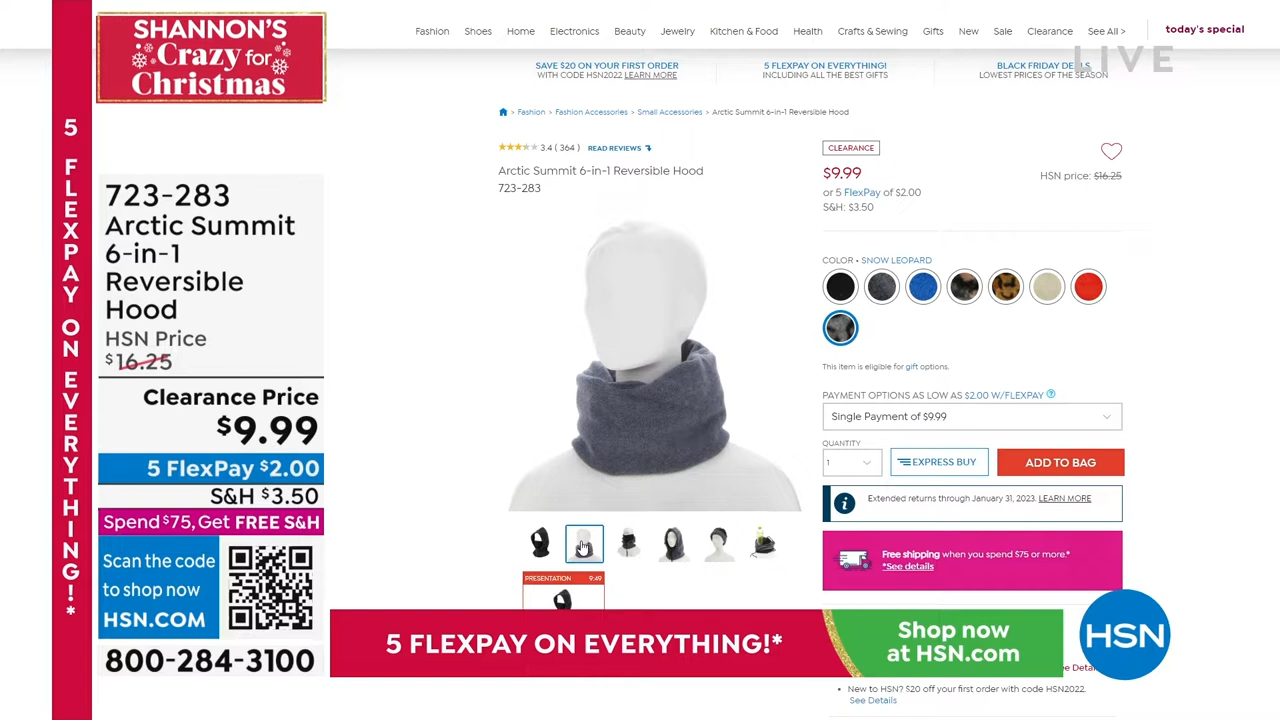 SHANNON'S
Crazy for
Christmas
5 FLEXPAY ON EVERYTHING!*
723-283
Arctic Summit
6-in-1
Reversible
Hood
HSN Price
$16.25
Clearance Price
$9.99
5 FlexPay $2.00
S&H $3.50
Spend $75, Get FREE S&H
Scan the code
to shop now
HSN.COM
800-284-3100
Fashion Shoes Home Electronics Beauty Jewelry Kitchen & Food Health Crafts & Sewing Gifts New Sale Clearance See All > today's special
LIVE
SAVE $20 ON YOUR FIRST ORDER
WITH CODE HSN2022 LEARN MORE
5 FLEXPAY ON EVERYTHING!
INCLUDING ALL THE BEST GIFTS
BLACK FRIDAY DEALS
LOWEST PRICES OF THE SEASON
> Fashion > Fashion Accessories > Small Accessories > Arctic Summit 6-in-1 Reversible Hood
3.4 ( 364 ) READ REVIEWS
Arctic Summit 6-in-1 Reversible Hood
723-283
PRESENTATION 9:49
CLEARANCE
$9.99
HSN price: $16.25
or 5 FlexPay of $2.00
S&H: $3.50
COLOR • SNOW LEOPARD
This item is eligible for gift options.
PAYMENT OPTIONS AS LOW AS $2.00 W/FLEXPAY ?
Single Payment of $9.99
QUANTITY
1
EXPRESS BUY
ADD TO BAG
i Extended returns through January 31, 2023. LEARN MORE
Free shipping when you spend $75 or more.*
*See details
5 FLEXPAY ON EVERYTHING!*
Shop now
at HSN.com
HSN
• New to HSN? $20 off your first order with code HSN2022.
See Details